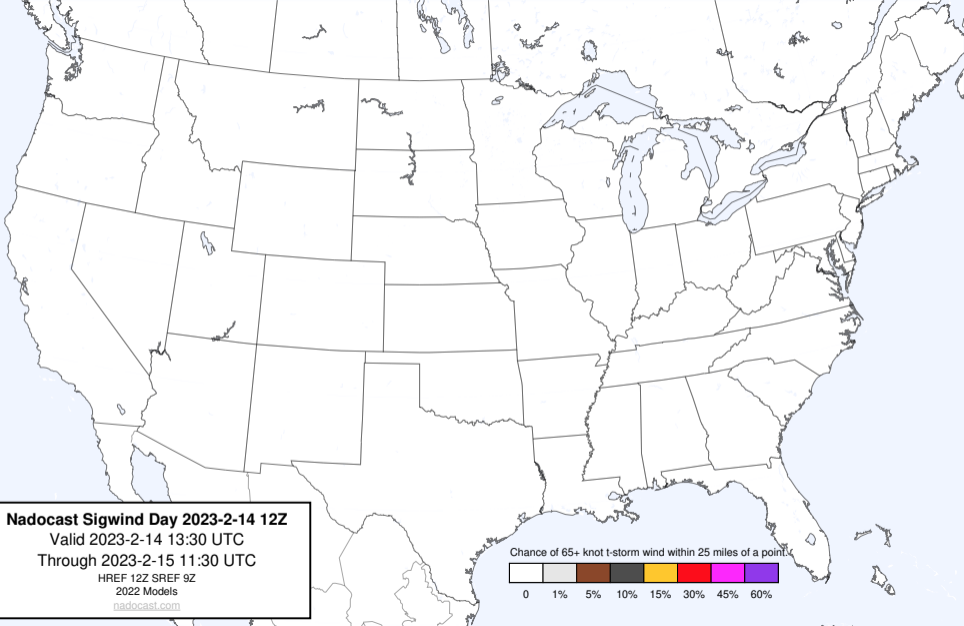 Nadocast Sigwind Day 2023-2-14 12Z
Valid 2023-2-14 13:30 UTC
Through 2023-2-15 11:30 UTC
HREF 12Z SREF 9Z
2022 Models
nadocast.com
Chance of 65+ knot t-storm wind within 25 miles of a point.
0 1% 5% 10% 15% 30% 45% 60%